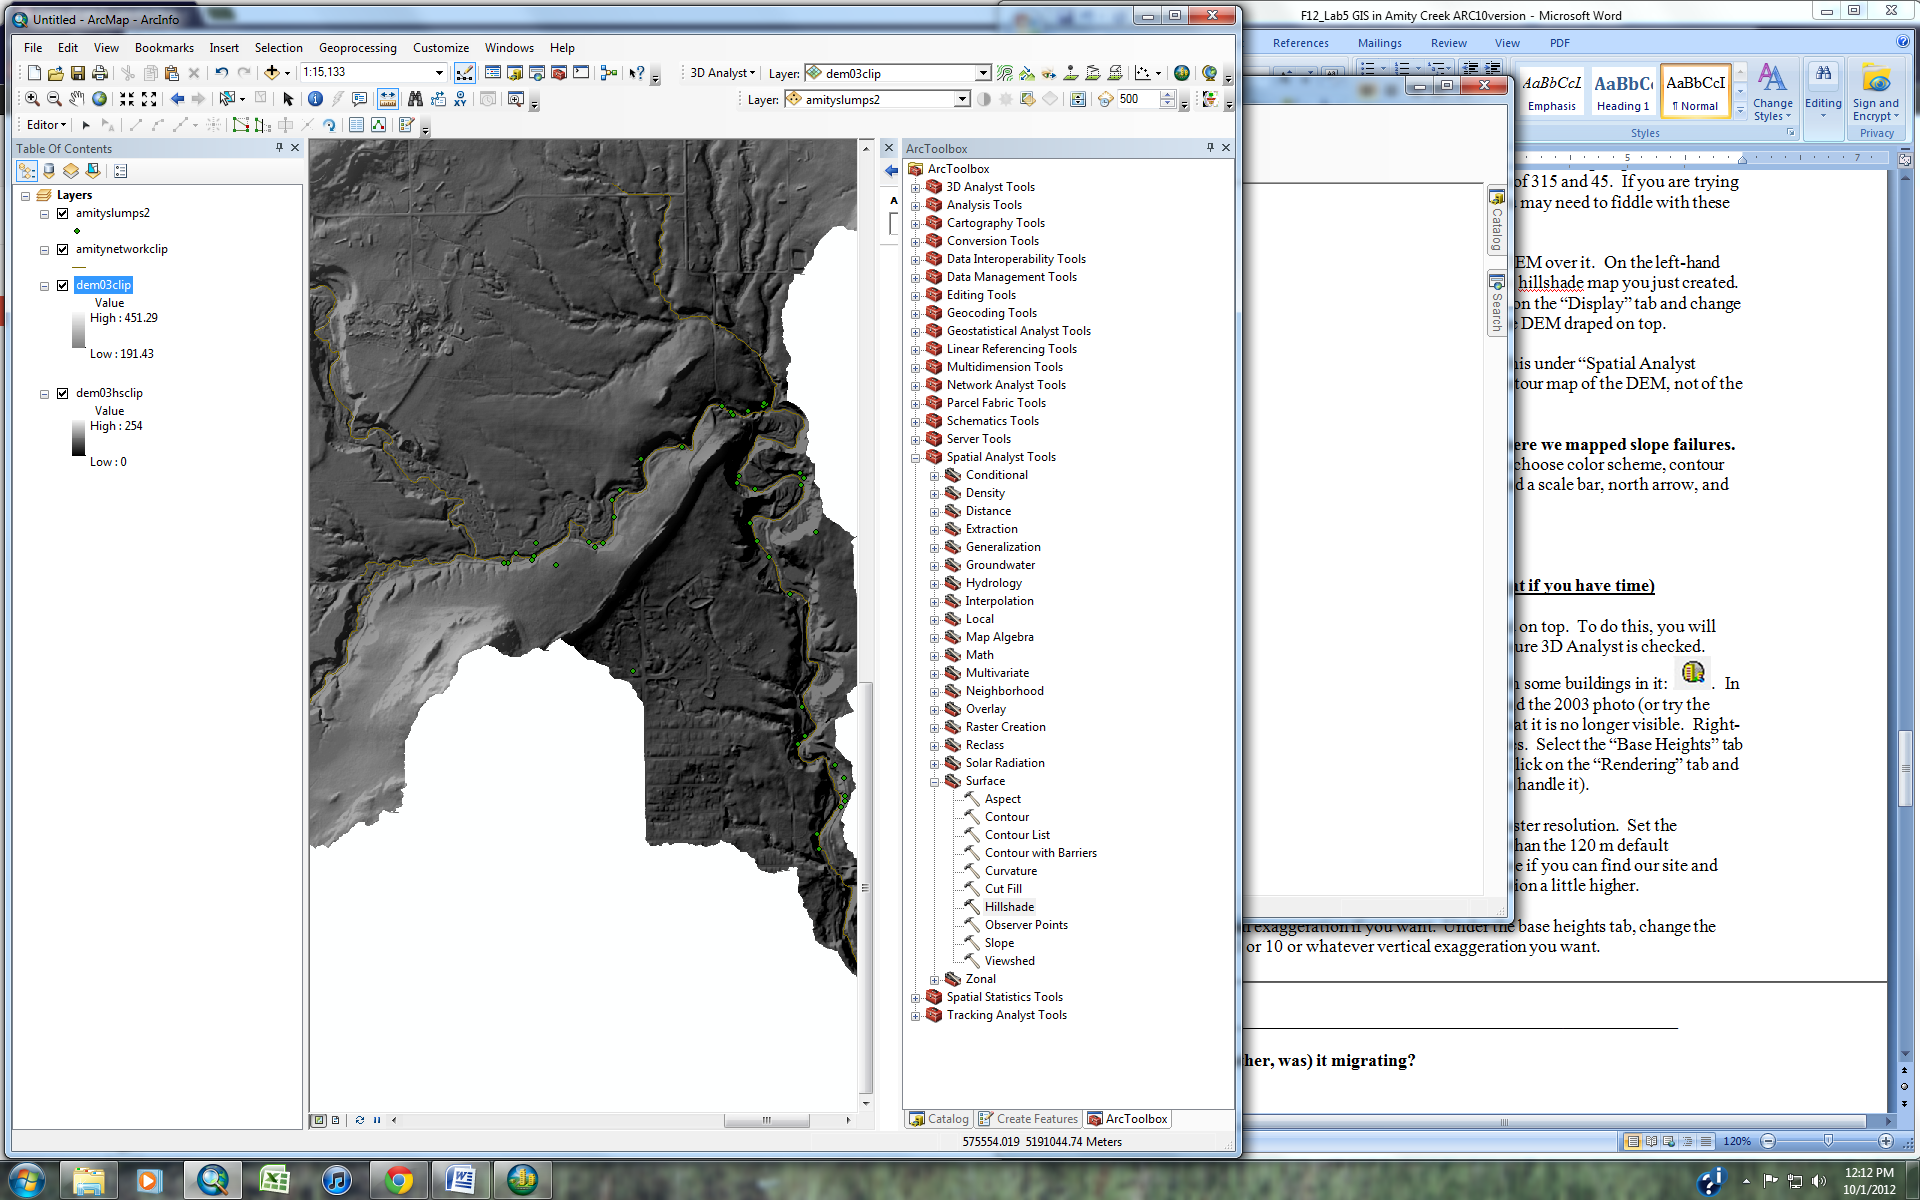 Untitled - ArcMap - ArcInfo
File Edit View Bookmarks Insert Selection Geoprocessing Customize Windows Help
1:15,133
3D Analyst
Layer: dem03clip
Layer: amityslumps2
500
Editor
Table Of Contents
Layers
amityslumps2
amitynetworkclip
dem03clip
Value
High : 451.29
Low : 191.43
dem03hsclip
Value
High : 254
Low : 0
A
ArcToolbox
ArcToolbox
3D Analyst Tools
Analysis Tools
Cartography Tools
Conversion Tools
Data Interoperability Tools
Data Management Tools
Editing Tools
Geocoding Tools
Geostatistical Analyst Tools
Linear Referencing Tools
Multidimension Tools
Network Analyst Tools
Parcel Fabric Tools
Schematics Tools
Server Tools
Spatial Analyst Tools
Conditional
Density
Distance
Extraction
Generalization
Groundwater
Hydrology
Interpolation
Local
Map Algebra
Math
Multivariate
Neighborhood
Overlay
Raster Creation
Reclass
Solar Radiation
Surface
Aspect
Contour
Contour List
Contour with Barriers
Curvature
Cut Fill
Hillshade
Observer Points
Slope
Viewshed
Zonal
Spatial Statistics Tools
Tracking Analyst Tools
Catalog Create Features ArcToolbox
575554.019 5191044.74 Meters
Catalog
Search
F12_Lab5 GIS in Amity Creek ARC10version - Microsoft Word
References Mailings Review View PDF
AaBbCcI AaBbC AaBbCcI
Emphasis Heading 1 ¶ Normal
Change Styles
Editing
Sign and Encrypt
Styles Privacy
5 7
of 315 and 45. If you are trying
may need to fiddle with these
EM over it. On the left-hand
hillshade map you just created.
on the “Display” tab and change
DEM draped on top.
his under “Spatial Analyst
tour map of the DEM, not of the
ere we mapped slope failures.
choose color scheme, contour
d a scale bar, north arrow, and
t if you have time)
on top. To do this, you will
ure 3D Analyst is checked.
some buildings in it: . In
d the 2003 photo (or try the
at it is no longer visible. Right-
s. Select the “Base Heights” tab
lick on the “Rendering” tab and
handle it).
ster resolution. Set the
han the 120 m default
e if you can find our site and
ion a little higher.
exaggeration if you want. Under the base heights tab, change the
or 10 or whatever vertical exaggeration you want.
her, was) it migrating?
120%
12:12 PM
10/1/2012